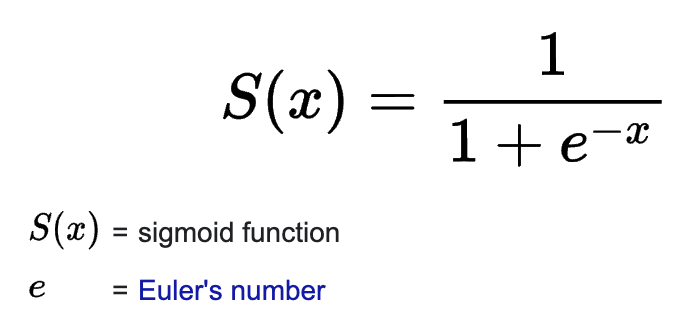 S(x) = 1 / (1 + e^{-x})
S(x) = sigmoid function
e = Euler's number